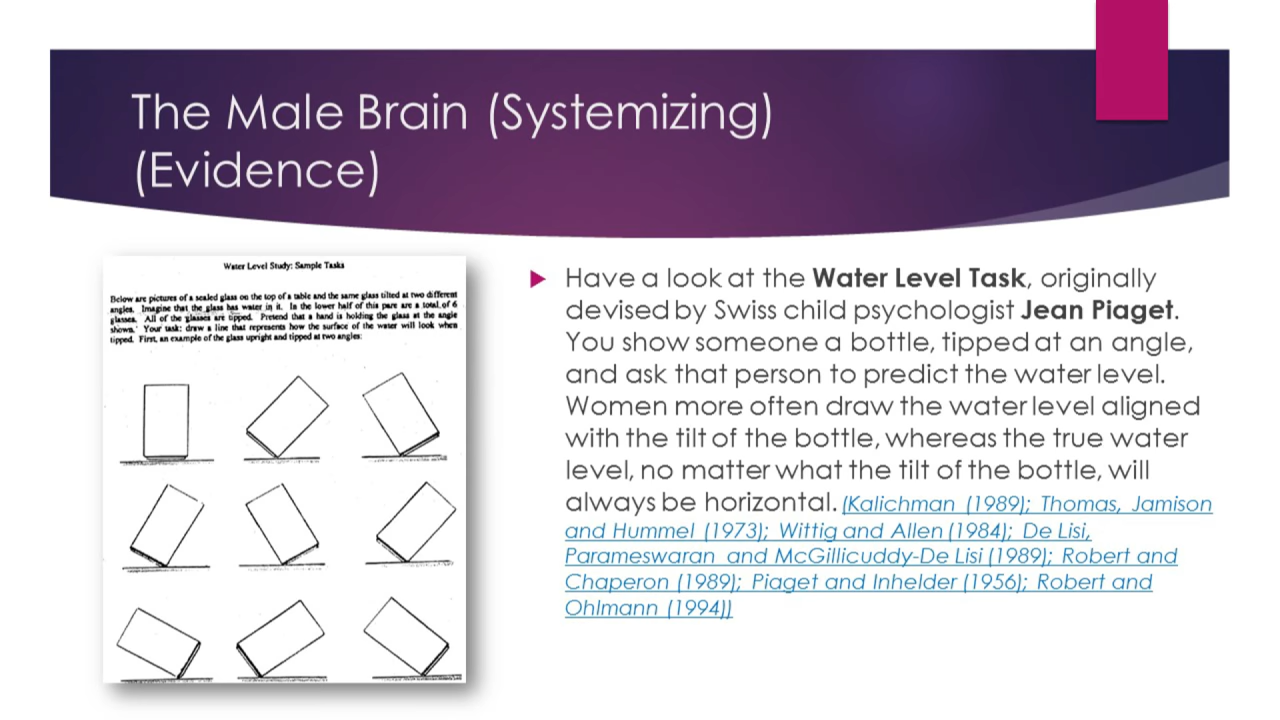 The Male Brain (Systemizing)
(Evidence)
Water Level Study: Sample Tasks
Below are pictures of a sealed glass on the top of a table and the same glass tilted at two different
angles. Imagine that the glass has water in it. In the lower half of this pare are a total of 6
glasses. All of the glasses are tipped. Pretend that a hand is holding the glass at the angle
shown. Your task: draw a line that represents how the surface of the water will look when
tipped. First, an example of the glass upright and tipped at two angles:
Have a look at the Water Level Task, originally
devised by Swiss child psychologist Jean Piaget.
You show someone a bottle, tipped at an angle,
and ask that person to predict the water level.
Women more often draw the water level aligned
with the tilt of the bottle, whereas the true water
level, no matter what the tilt of the bottle, will
always be horizontal. (Kalichman (1989); Thomas, Jamison
and Hummel (1973); Wittig and Allen (1984); De Lisi,
Parameswaran and McGillicuddy-De Lisi (1989); Robert and
Chaperon (1989); Piaget and Inhelder (1956); Robert and
Ohlmann (1994))